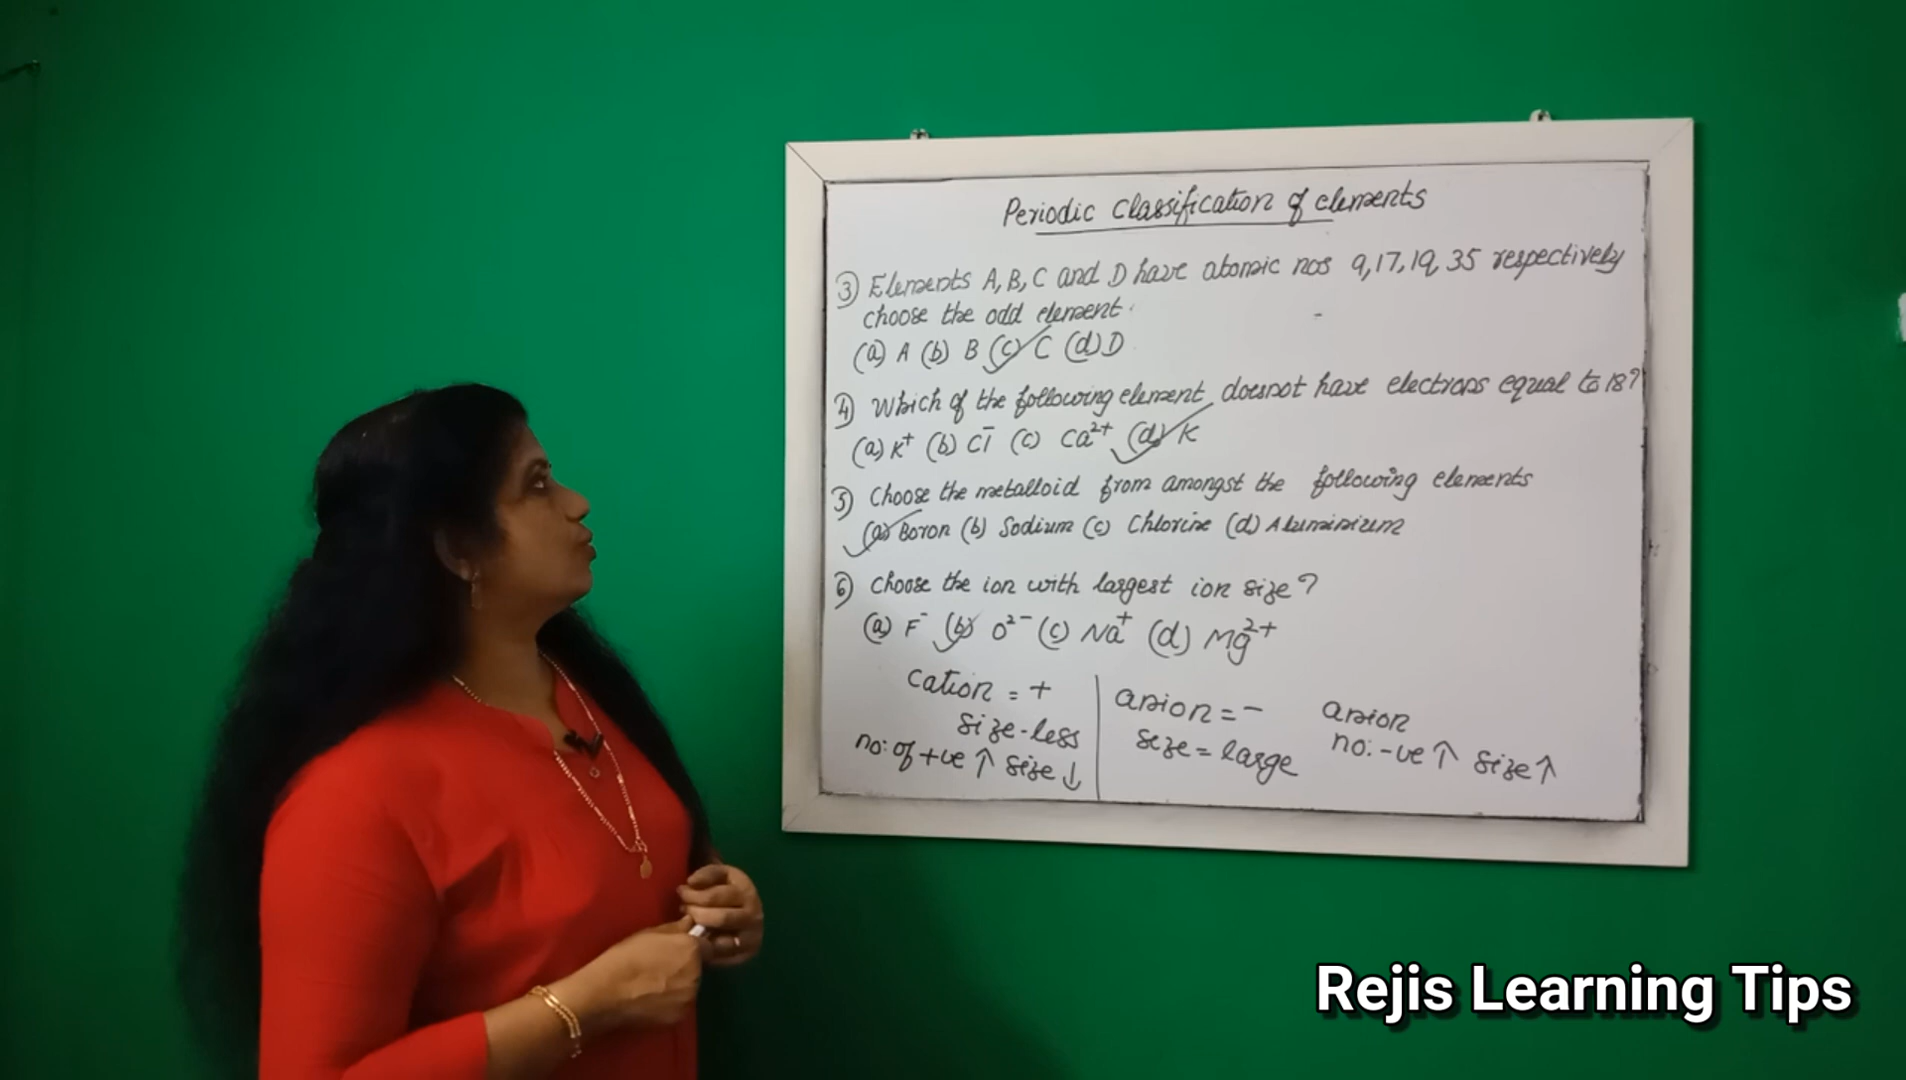 Periodic classification of elements
③ Elements A, B, C and D have atomic nos 9, 17, 19, 35 respectively
choose the odd element.
(a) A (b) B (c) C (d) D
④ Which of the following element doesnot have electrons equal to 18?
(a) K⁺ (b) Cl⁻ (c) Ca²⁺ (d) K
⑤ Choose the metalloid from amongst the following elements
(a) Boron (b) Sodium (c) Chlorine (d) Aluminium
⑥ choose the ion with largest ion size?
(a) F⁻ (b) O²⁻ (c) Na⁺ (d) Mg²⁺
cation = +
size - less
no: of +ve ↑ size ↓
anion = −
size = large
anion
no: -ve ↑ size ↑
Rejis Learning Tips